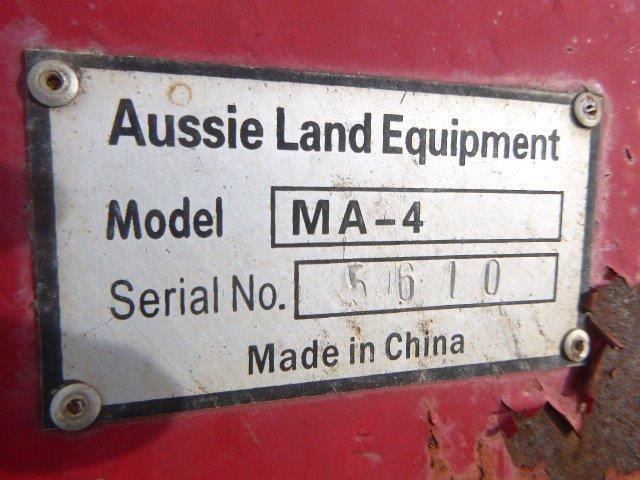 Aussie Land Equipment
Model MA-4
Serial No. 5610
Made in China